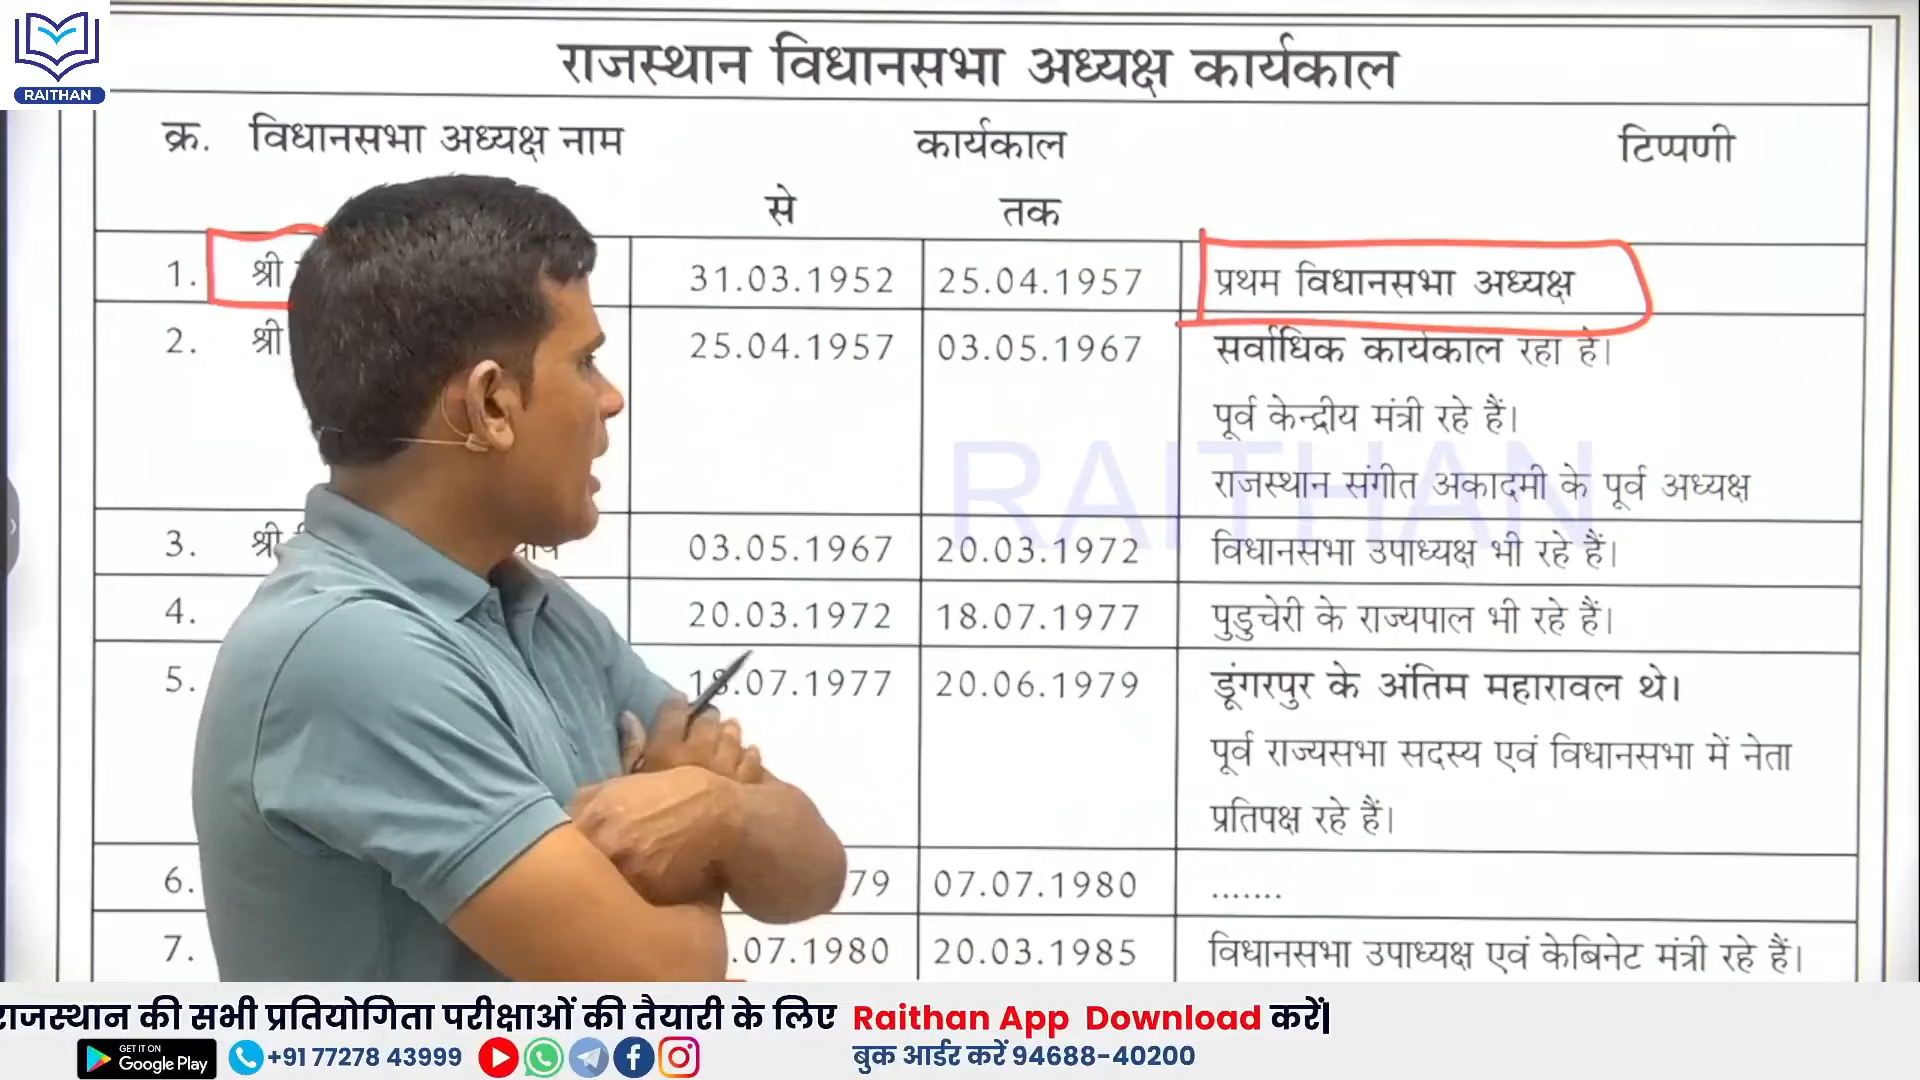 RAITHAN
राजस्थान विधानसभा अध्यक्ष कार्यकाल
क्र. विधानसभा अध्यक्ष नाम कार्यकाल टिप्पणी
से तक
1. श्री 31.03.1952 25.04.1957 प्रथम विधानसभा अध्यक्ष
2. श्री 25.04.1957 03.05.1967 सर्वाधिक कार्यकाल रहा है।
पूर्व केन्द्रीय मंत्री रहे हैं।
RAITHAN
राजस्थान संगीत अकादमी के पूर्व अध्यक्ष
3. श्री 03.05.1967 20.03.1972 विधानसभा उपाध्यक्ष भी रहे हैं।
4. 20.03.1972 18.07.1977 पुडुचेरी के राज्यपाल भी रहे हैं।
5. 18.07.1977 20.06.1979 डूंगरपुर के अंतिम महारावल थे।
पूर्व राज्यसभा सदस्य एवं विधानसभा में नेता
प्रतिपक्ष रहे हैं।
6. 79 07.07.1980 .......
7. .07.1980 20.03.1985 विधानसभा उपाध्यक्ष एवं केबिनेट मंत्री रहे हैं।
राजस्थान की सभी प्रतियोगिता परीक्षाओं की तैयारी के लिए Raithan App Download करें|
GET IT ON
Google Play
+91 77278 43999
बुक आर्डर करें 94688-40200